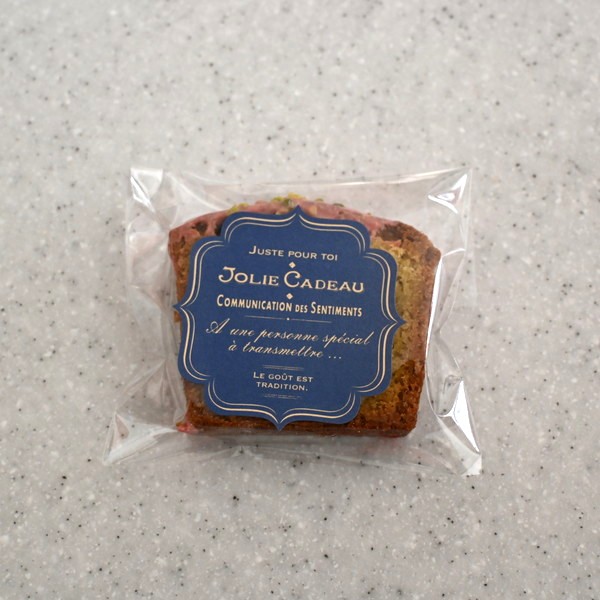 Juste pour toi
Jolie Cadeau
Communication des Sentiments
A une personne spécial
à transmettre ...
Le goût est
tradition.